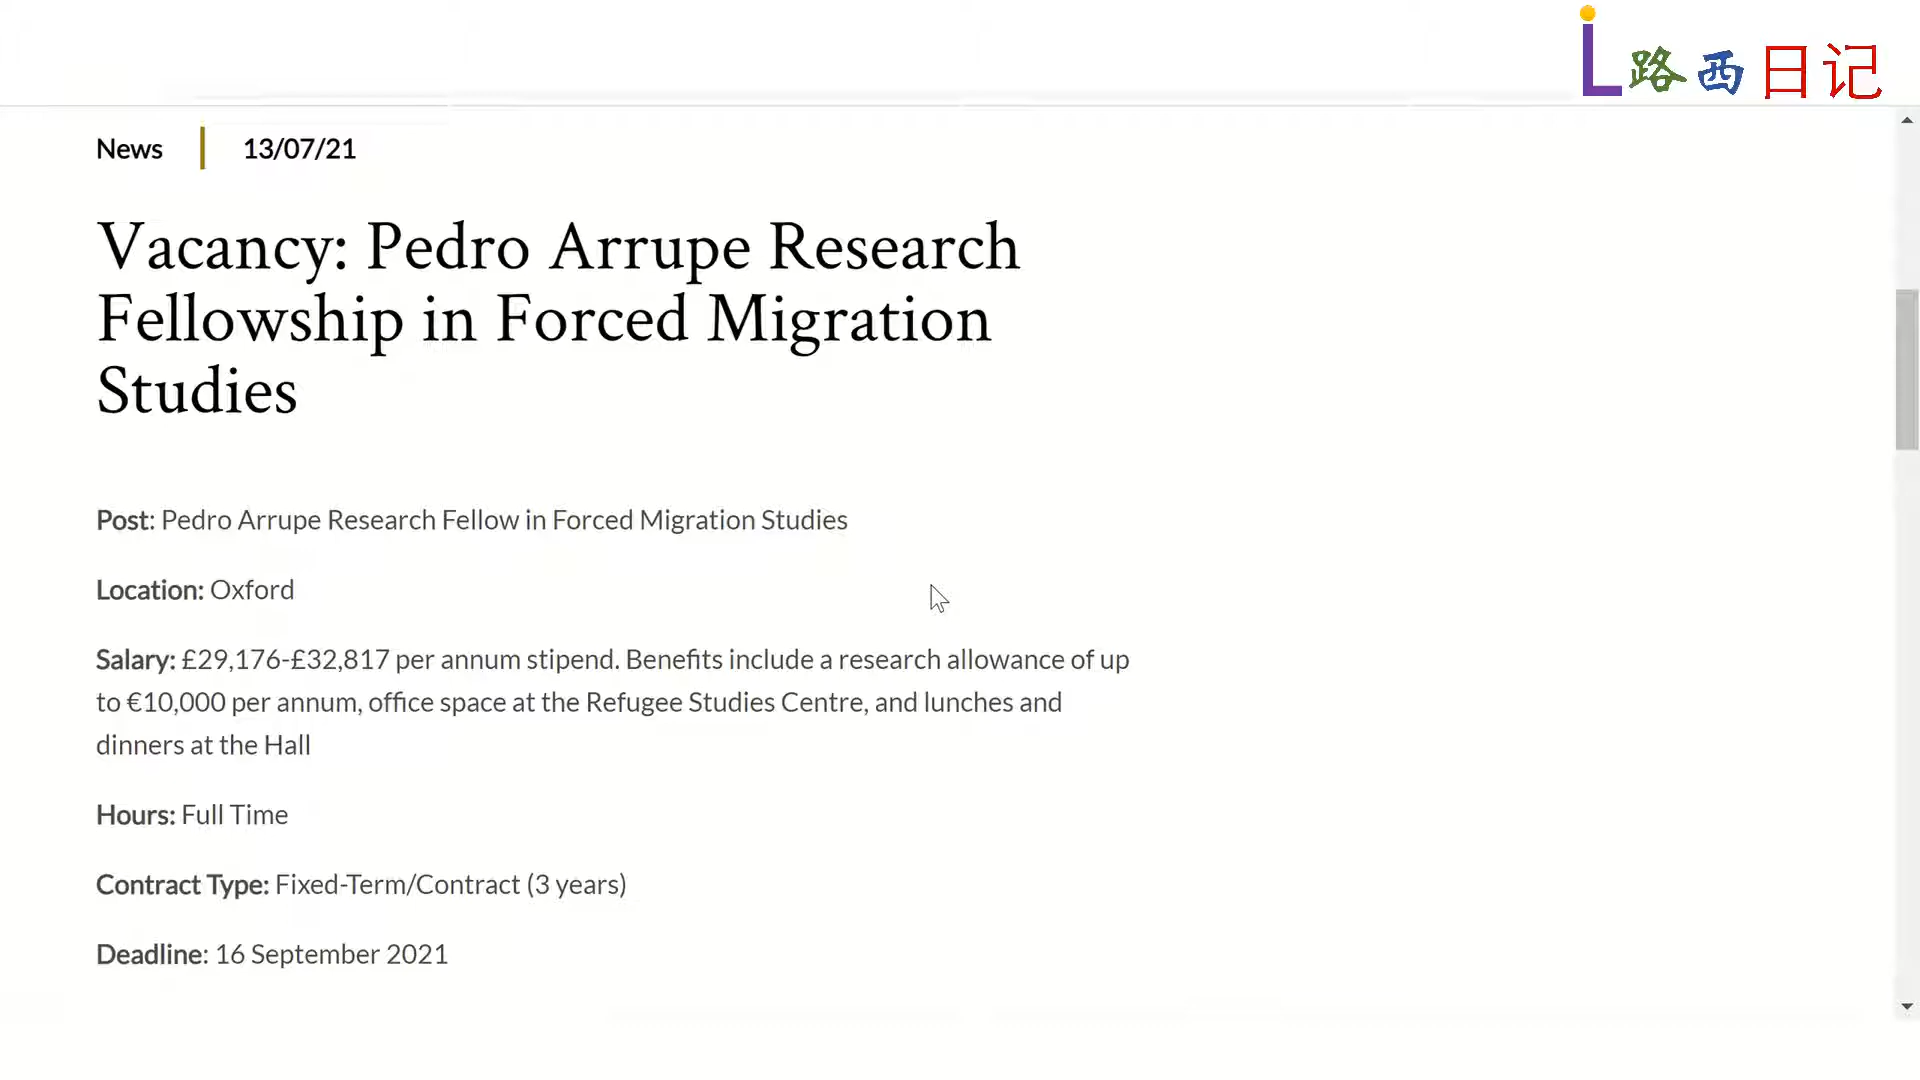 L路西日记
News
13/07/21
Vacancy: Pedro Arrupe Research
Fellowship in Forced Migration
Studies
Post: Pedro Arrupe Research Fellow in Forced Migration Studies
Location: Oxford
Salary: £29,176-£32,817 per annum stipend. Benefits include a research allowance of up
to €10,000 per annum, office space at the Refugee Studies Centre, and lunches and
dinners at the Hall
Hours: Full Time
Contract Type: Fixed-Term/Contract (3 years)
Deadline: 16 September 2021